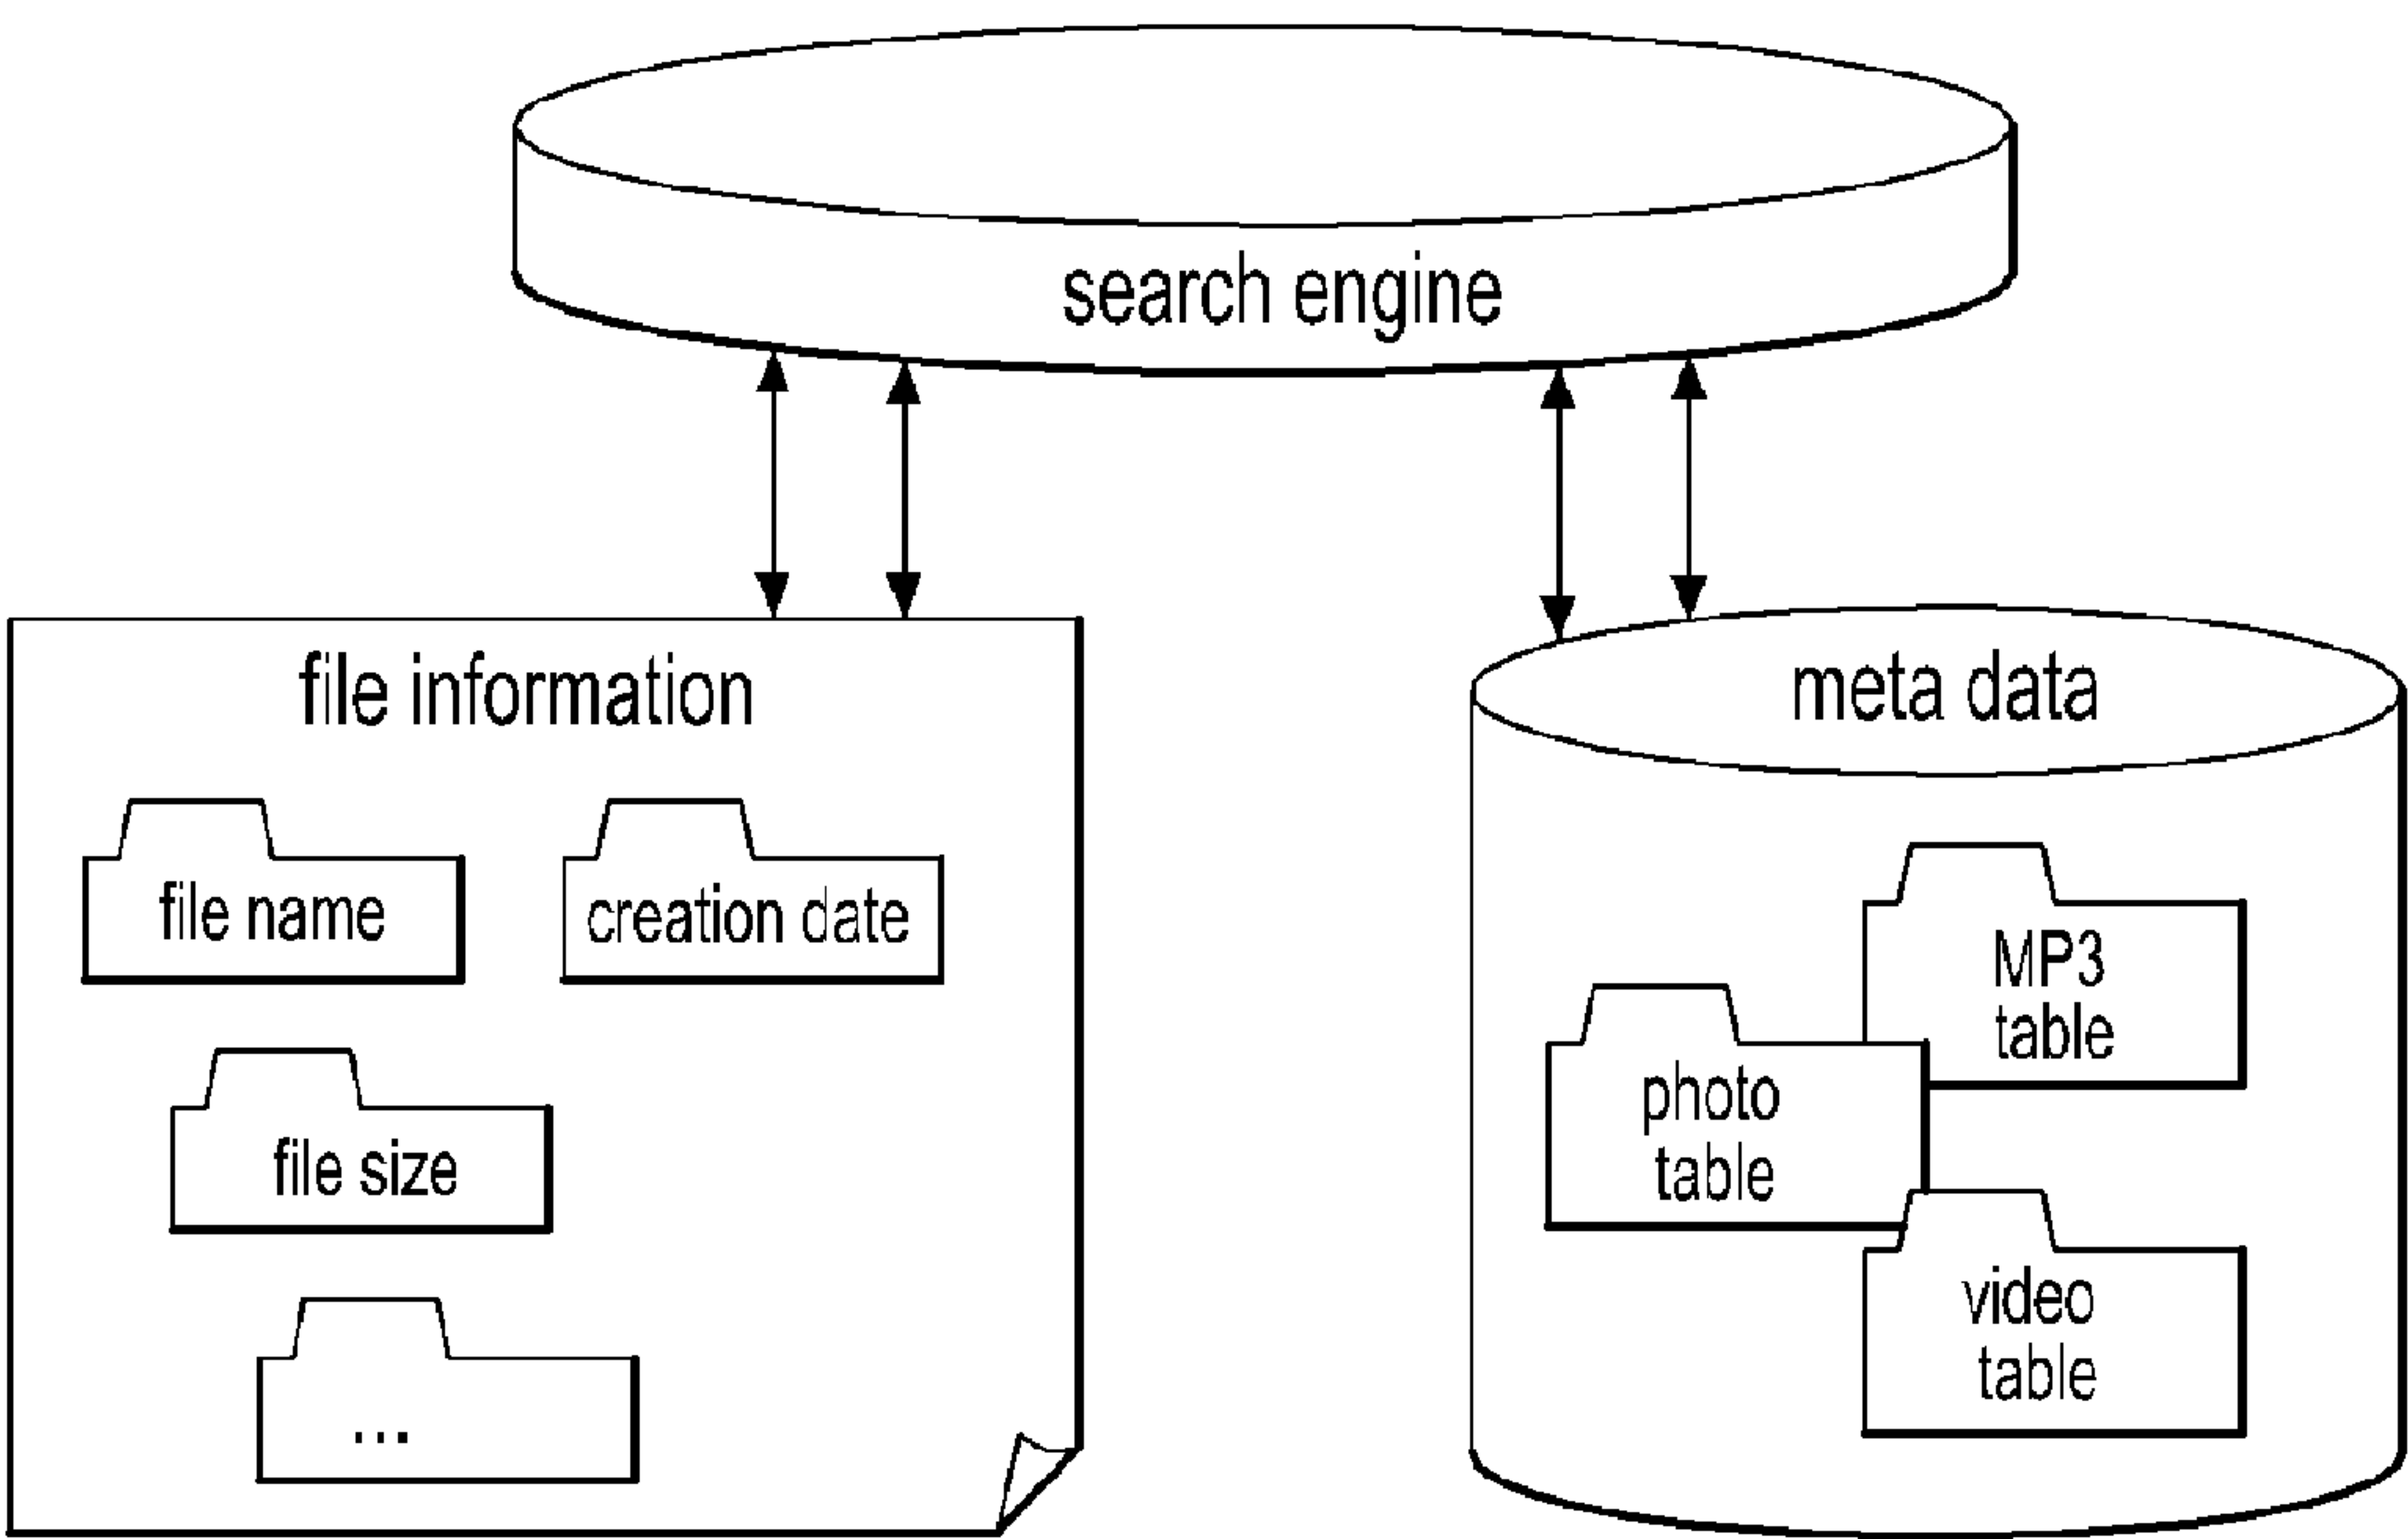 search engine
file information
file name
creation date
file size
...
meta data
MP3
table
photo
table
video
table